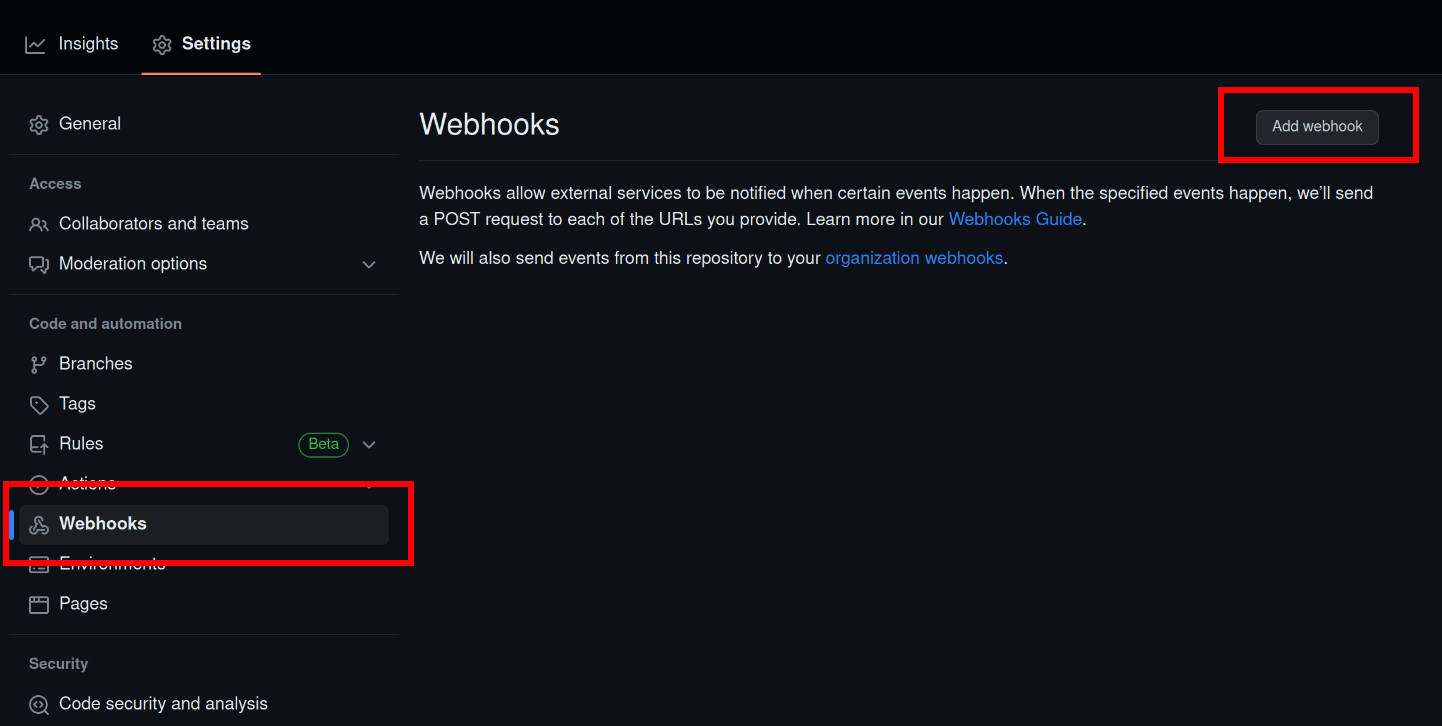 Insights Settings
General
Access
Collaborators and teams
Moderation options
Code and automation
Branches
Tags
Rules Beta
Actions
Webhooks
Environments
Pages
Security
Code security and analysis
Webhooks
Add webhook
Webhooks allow external services to be notified when certain events happen. When the specified events happen, we’ll send
a POST request to each of the URLs you provide. Learn more in our Webhooks Guide.
We will also send events from this repository to your organization webhooks.